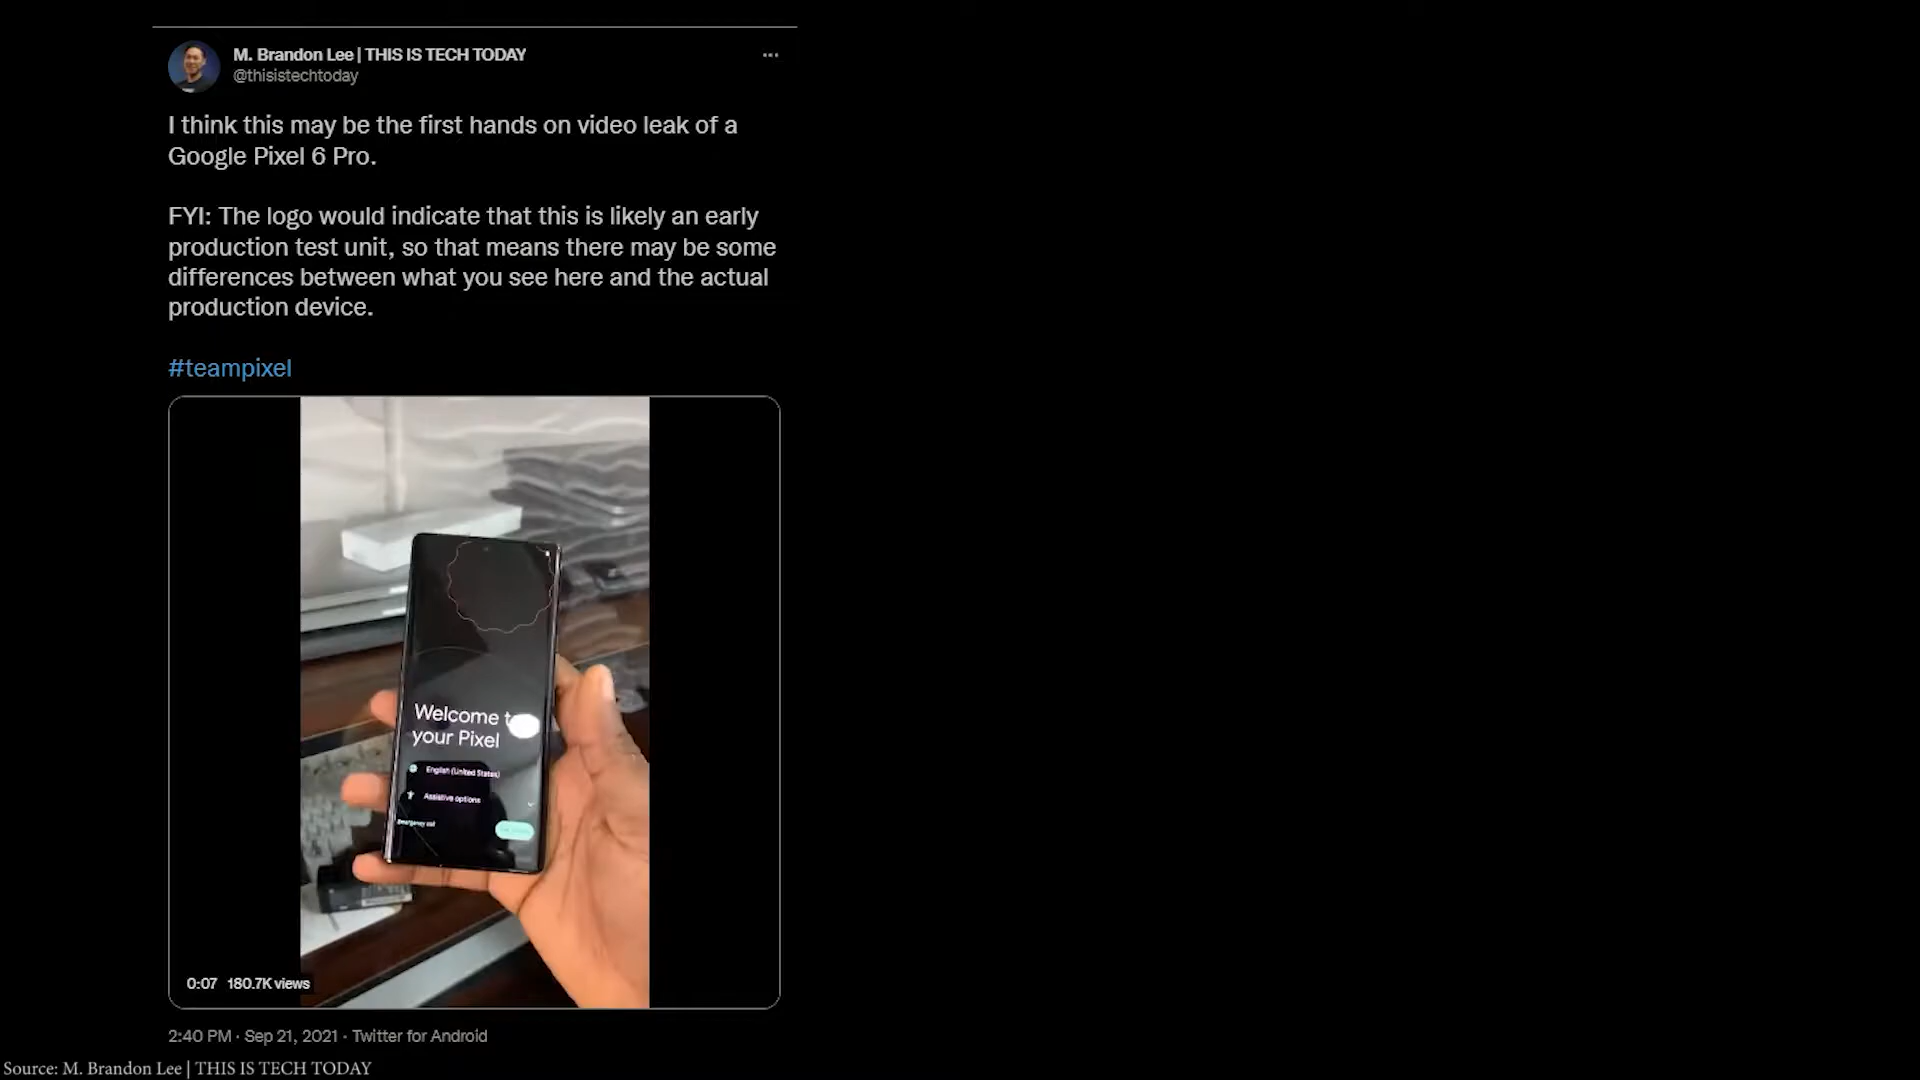 M. Brandon Lee | THIS IS TECH TODAY
@thisistechtoday
I think this may be the first hands on video leak of a
Google Pixel 6 Pro.
FYI: The logo would indicate that this is likely an early
production test unit, so that means there may be some
differences between what you see here and the actual
production device.
#teampixel
Welcome
your Pixel
English (United States)
Assistive options
Emergency call
0:07 180.7K views
2:40 PM · Sep 21, 2021 · Twitter for Android
Source: M. Brandon Lee | THIS IS TECH TODAY